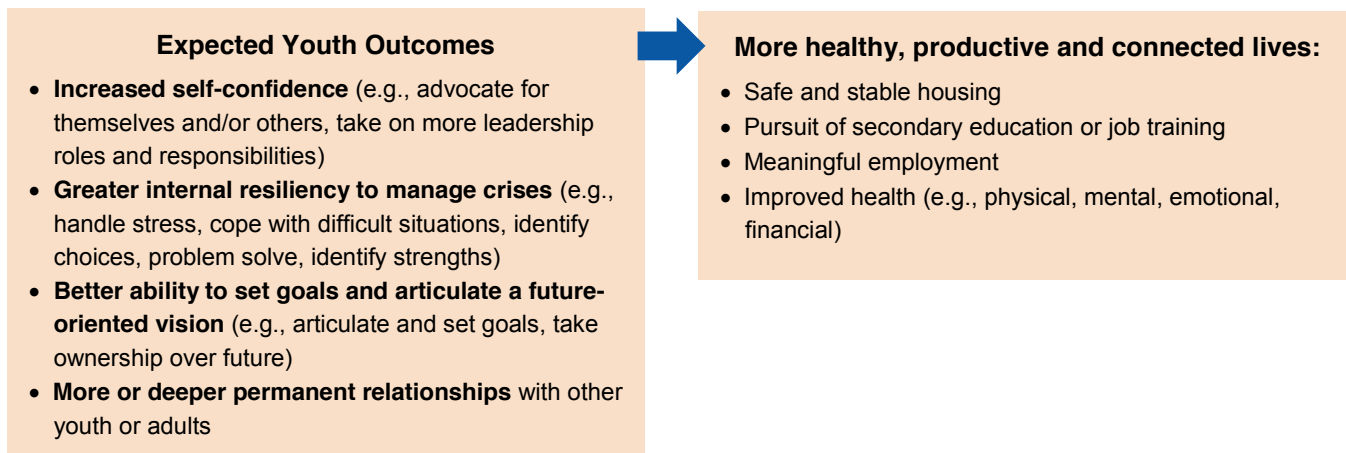 Expected Youth Outcomes
• Increased self-confidence (e.g., advocate for
themselves and/or others, take on more leadership
roles and responsibilities)
• Greater internal resiliency to manage crises (e.g.,
handle stress, cope with difficult situations, identify
choices, problem solve, identify strengths)
• Better ability to set goals and articulate a future-
oriented vision (e.g., articulate and set goals, take
ownership over future)
• More or deeper permanent relationships with other
youth or adults
More healthy, productive and connected lives:
• Safe and stable housing
• Pursuit of secondary education or job training
• Meaningful employment
• Improved health (e.g., physical, mental, emotional,
financial)